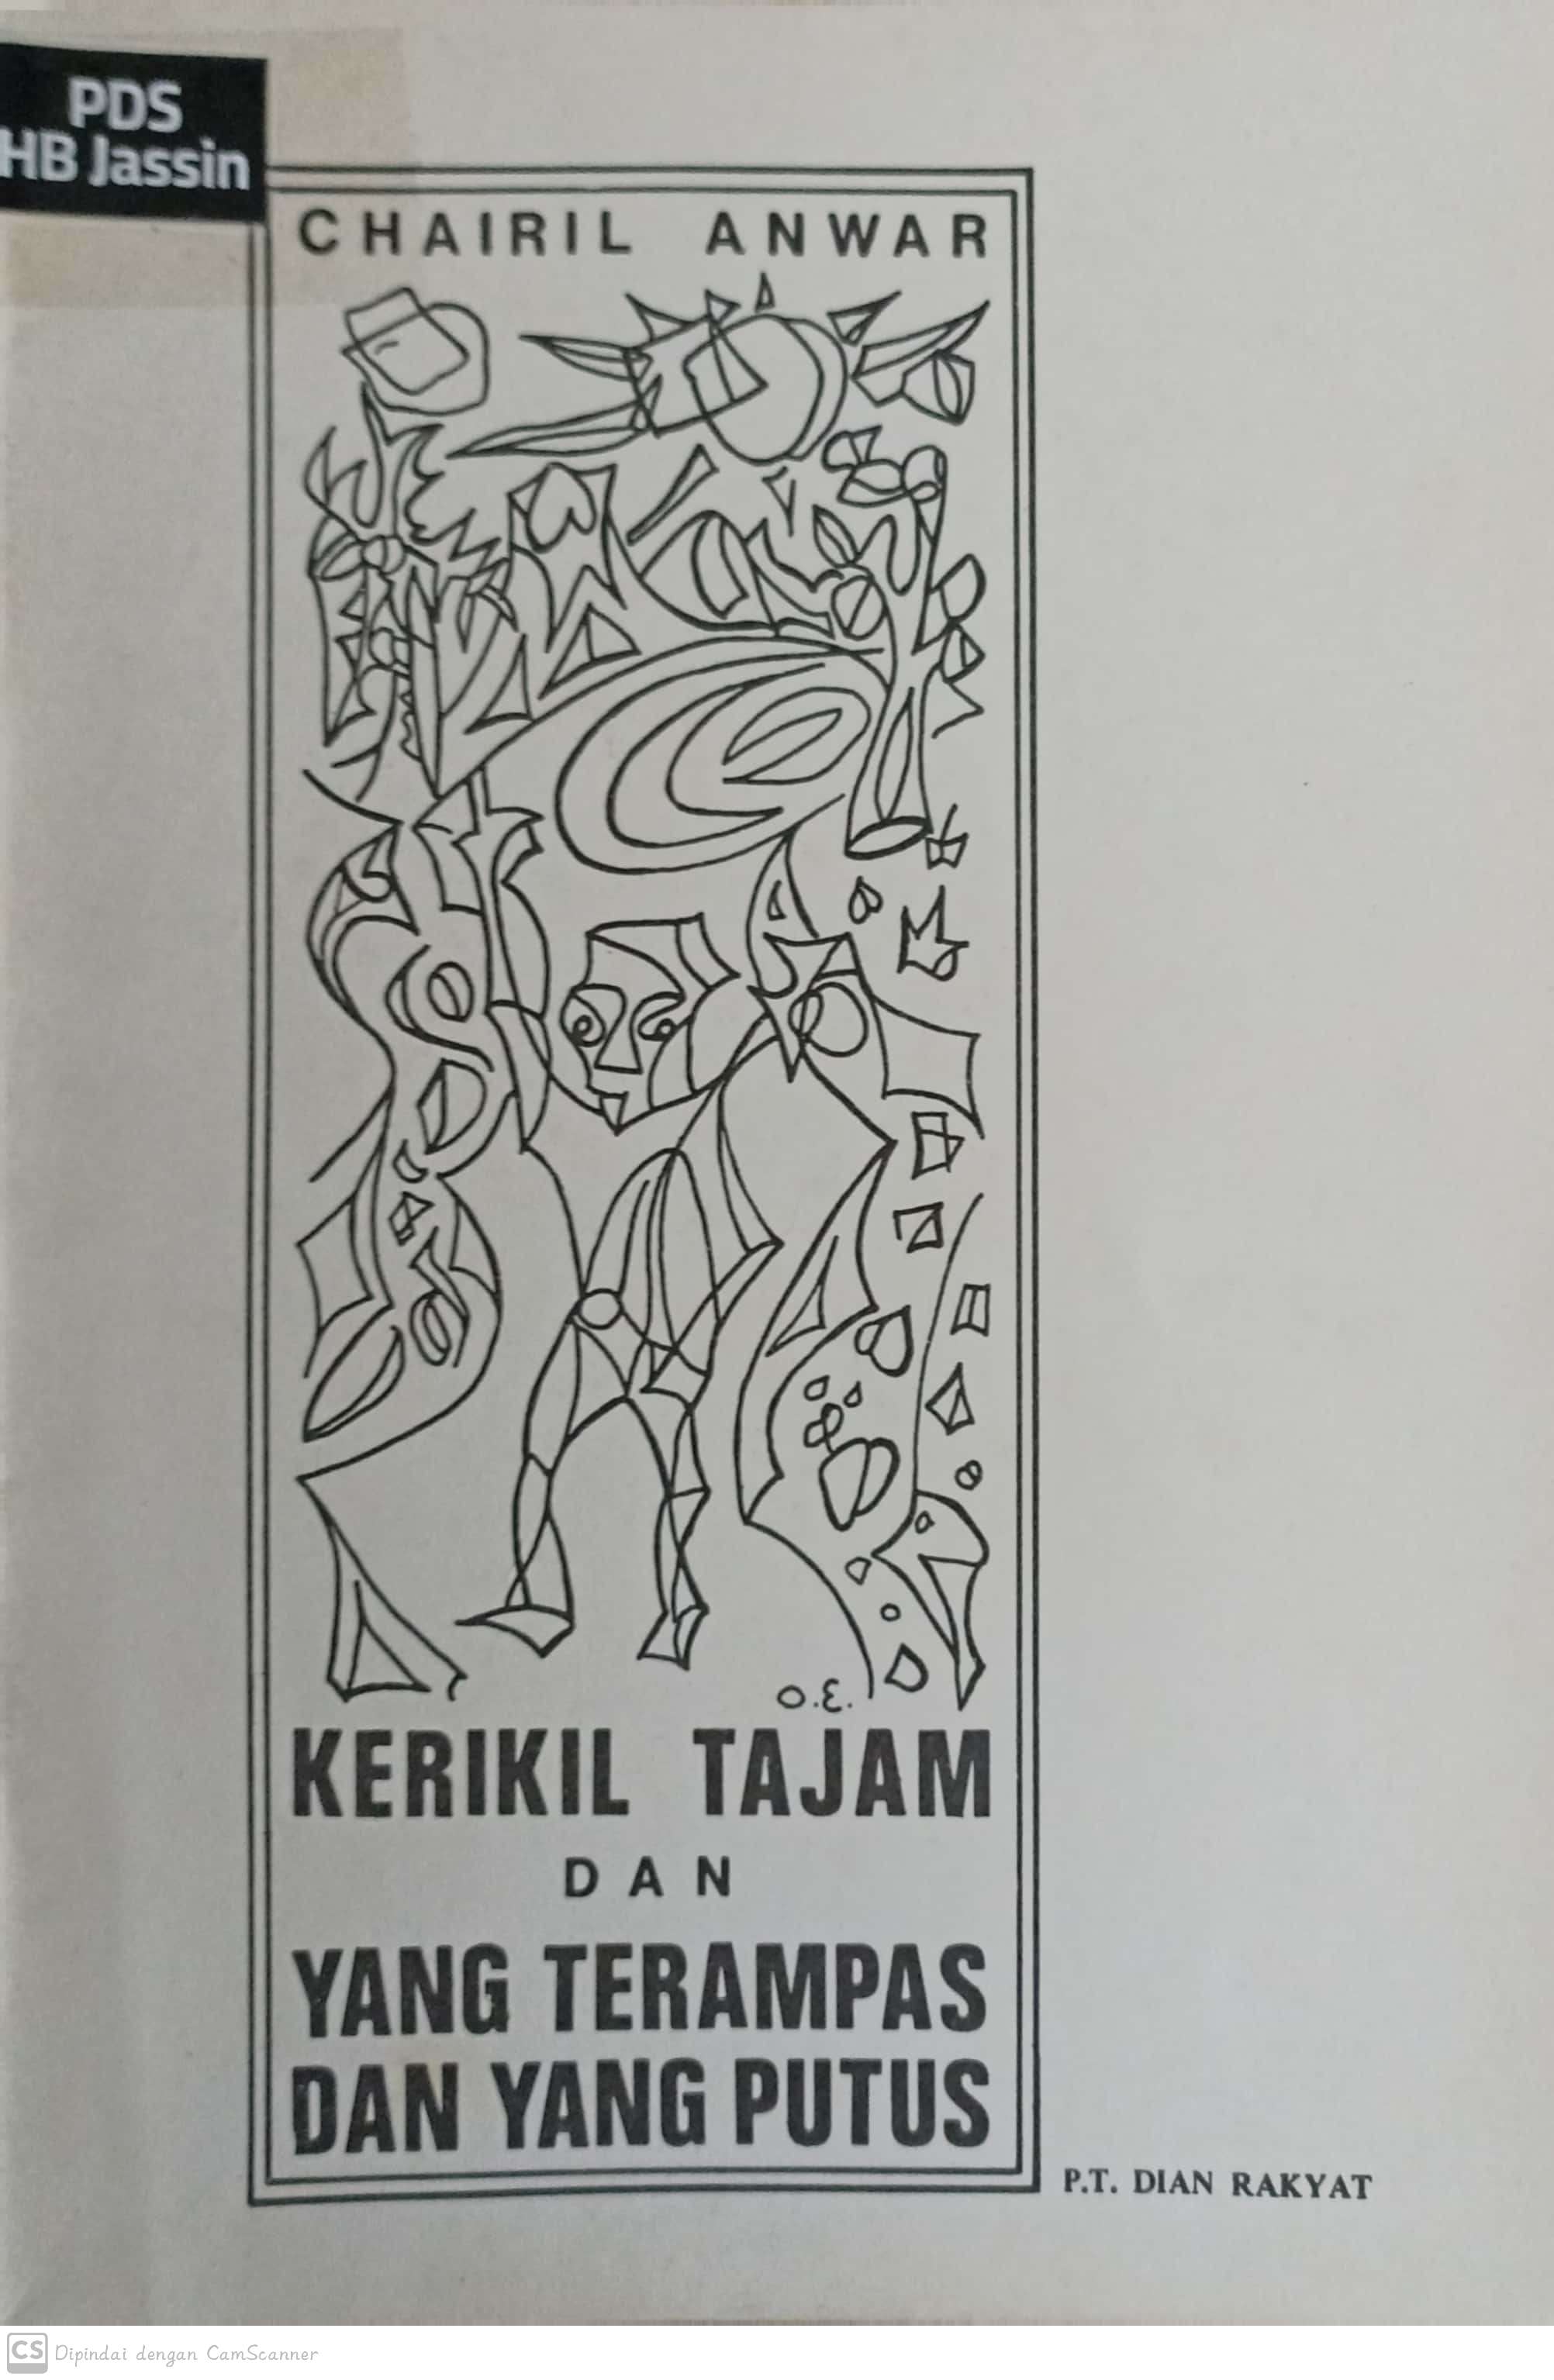 PDS
HB Jassin
CHAIRIL ANWAR
O.E.
KERIKIL TAJAM
DAN
YANG TERAMPAS
DAN YANG PUTUS
P.T. DIAN RAKYAT
CS Dipindai dengan CamScanner